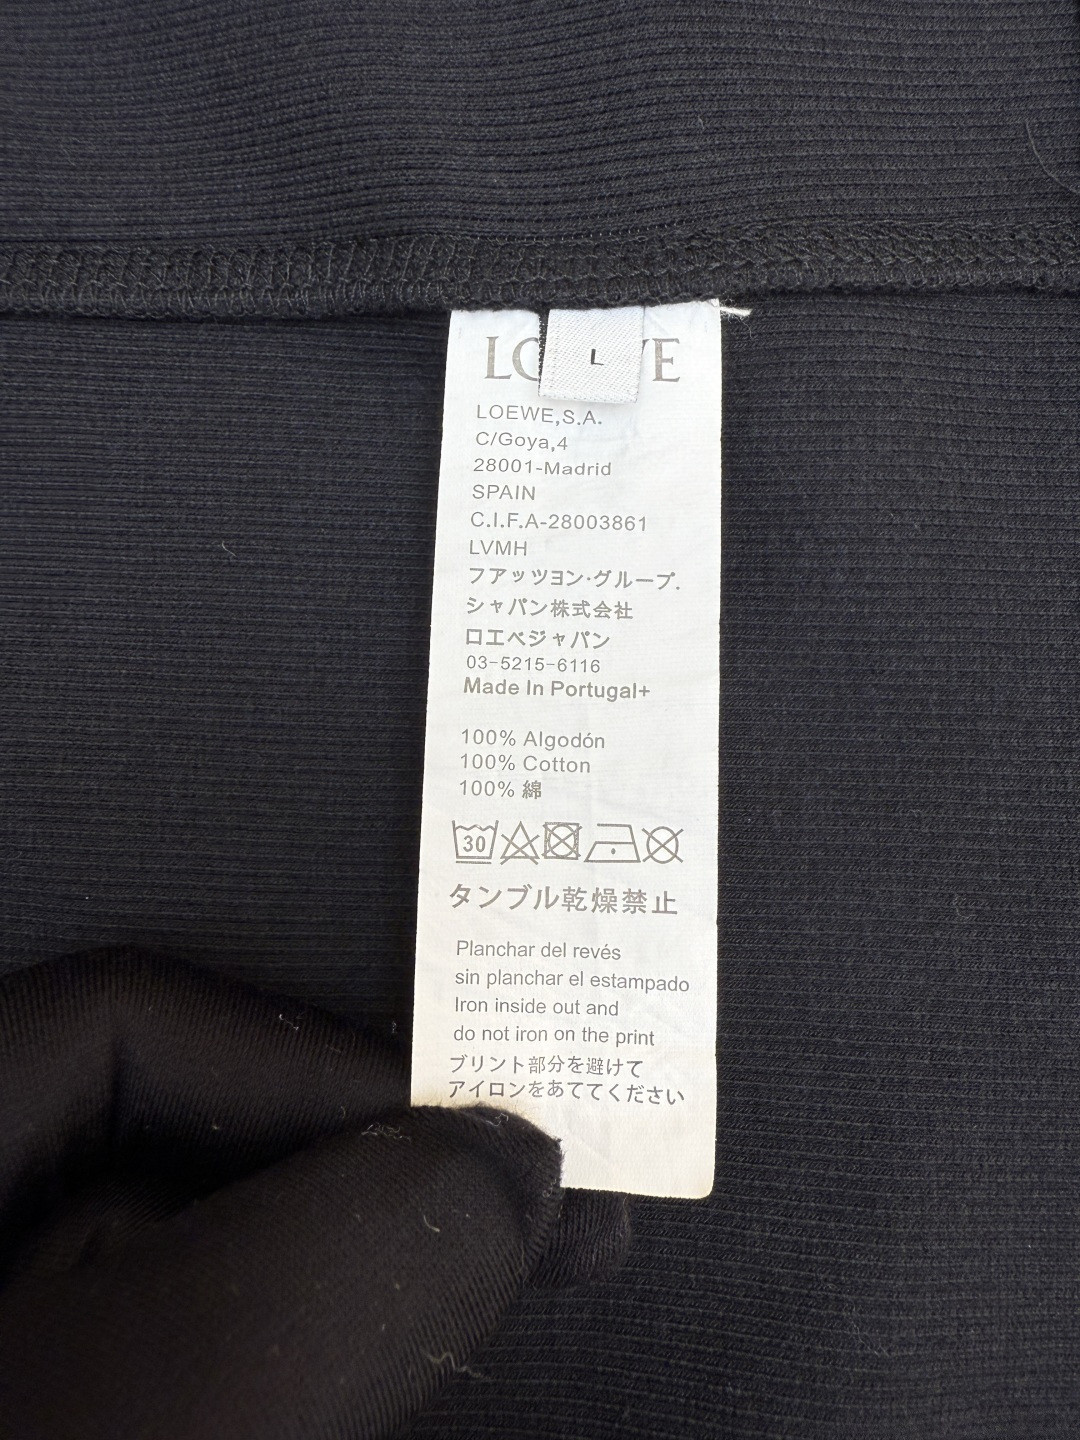 LOEWE
L
LOEWE,S.A.
C/Goya,4
28001-Madrid
SPAIN
C.I.F.A-28003861
LVMH
フアッツヨン·グループ.
シャパン株式会社
ロエベジャパン
03-5215-6116
Made In Portugal+
100% Algodón
100% Cotton
100% 綿
30
タンブル乾燥禁止
Planchar del revés
sin planchar el estampado
Iron inside out and
do not iron on the print
ブリント部分を避けて
アイロンをあててください